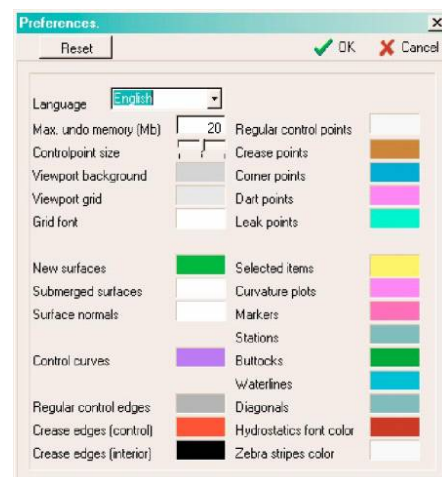 Preferences.
Reset OK Cancel
Language English
Max. undo memory (Mb) 20 Regular control points
Controlpoint size Crease points
Viewport background Corner points
Viewport grid Dart points
Grid font Leak points
New surfaces Selected items
Submerged surfaces Curvature plots
Surface normals Markers
Stations
Control curves Buttocks
Waterlines
Regular control edges Diagonals
Crease edges (control) Hydrostatics font color
Crease edges (interior) Zebra stripes color